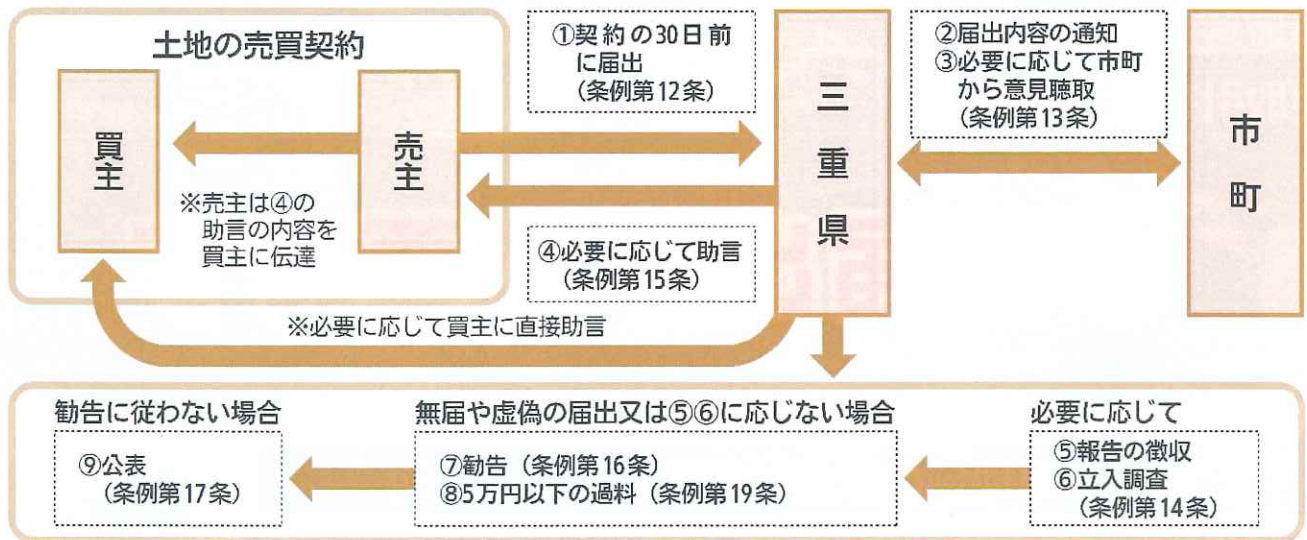 土地の売買契約
買主
売主
※売主は④の
助言の内容を
買主に伝達
①契約の30日前
に届出
(条例第12条)
④必要に応じて助言
(条例第15条)
※必要に応じて買主に直接助言
三重県
②届出内容の通知
③必要に応じて市町
から意見聴取
(条例第13条)
市町
勧告に従わない場合
⑨公表
(条例第17条)
無届や虚偽の届出又は⑤⑥に応じない場合
⑦勧告(条例第16条)
⑧5万円以下の過料(条例第19条)
必要に応じて
⑤報告の徴収
⑥立入調査
(条例第14条)